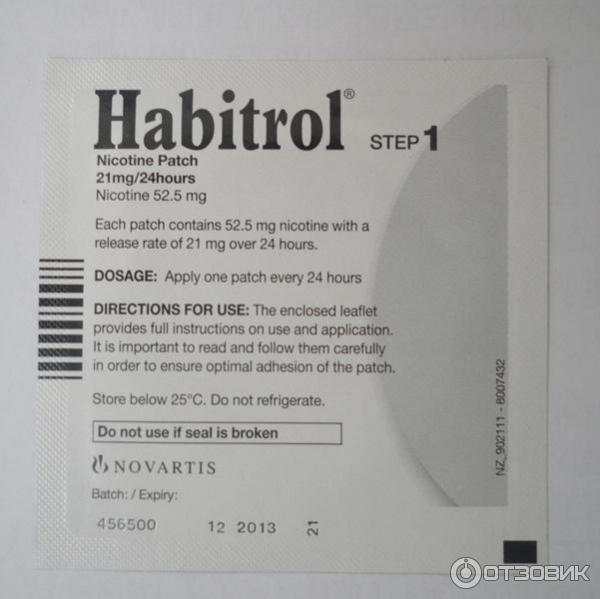 Habitrol®
STEP 1
Nicotine Patch
21mg/24hours
Nicotine 52.5 mg
Each patch contains 52.5 mg nicotine with a
release rate of 21 mg over 24 hours.
DOSAGE: Apply one patch every 24 hours
DIRECTIONS FOR USE: The enclosed leaflet
provides full instructions on use and application.
It is important to read and follow them carefully
in order to ensure optimal adhesion of the patch.
Store below 25°C. Do not refrigerate.
Do not use if seal is broken
NOVARTIS
Batch: / Expiry:
456500 12 2013 21
NZ_902111 - 8007432
ОТЗОВИК